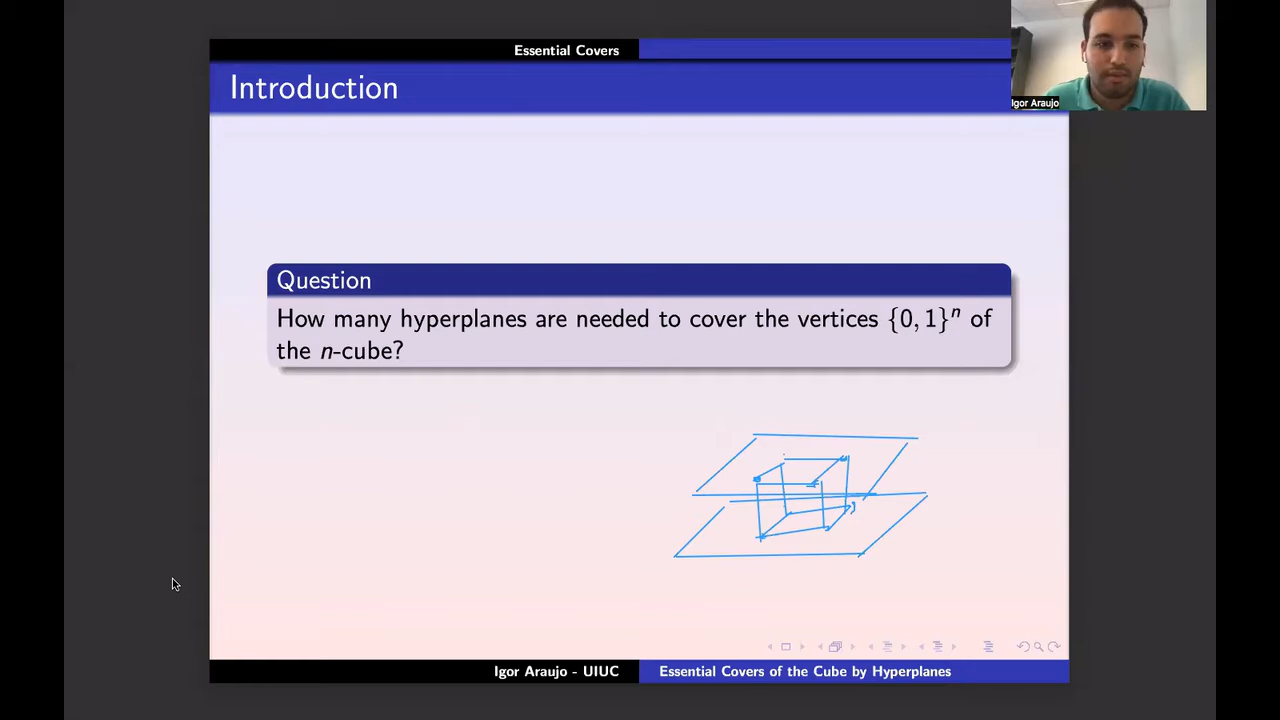 Essential Covers
Introduction
Igor Araujo
Question
How many hyperplanes are needed to cover the vertices {0, 1}ⁿ of
the n-cube?
Igor Araujo - UIUC
Essential Covers of the Cube by Hyperplanes